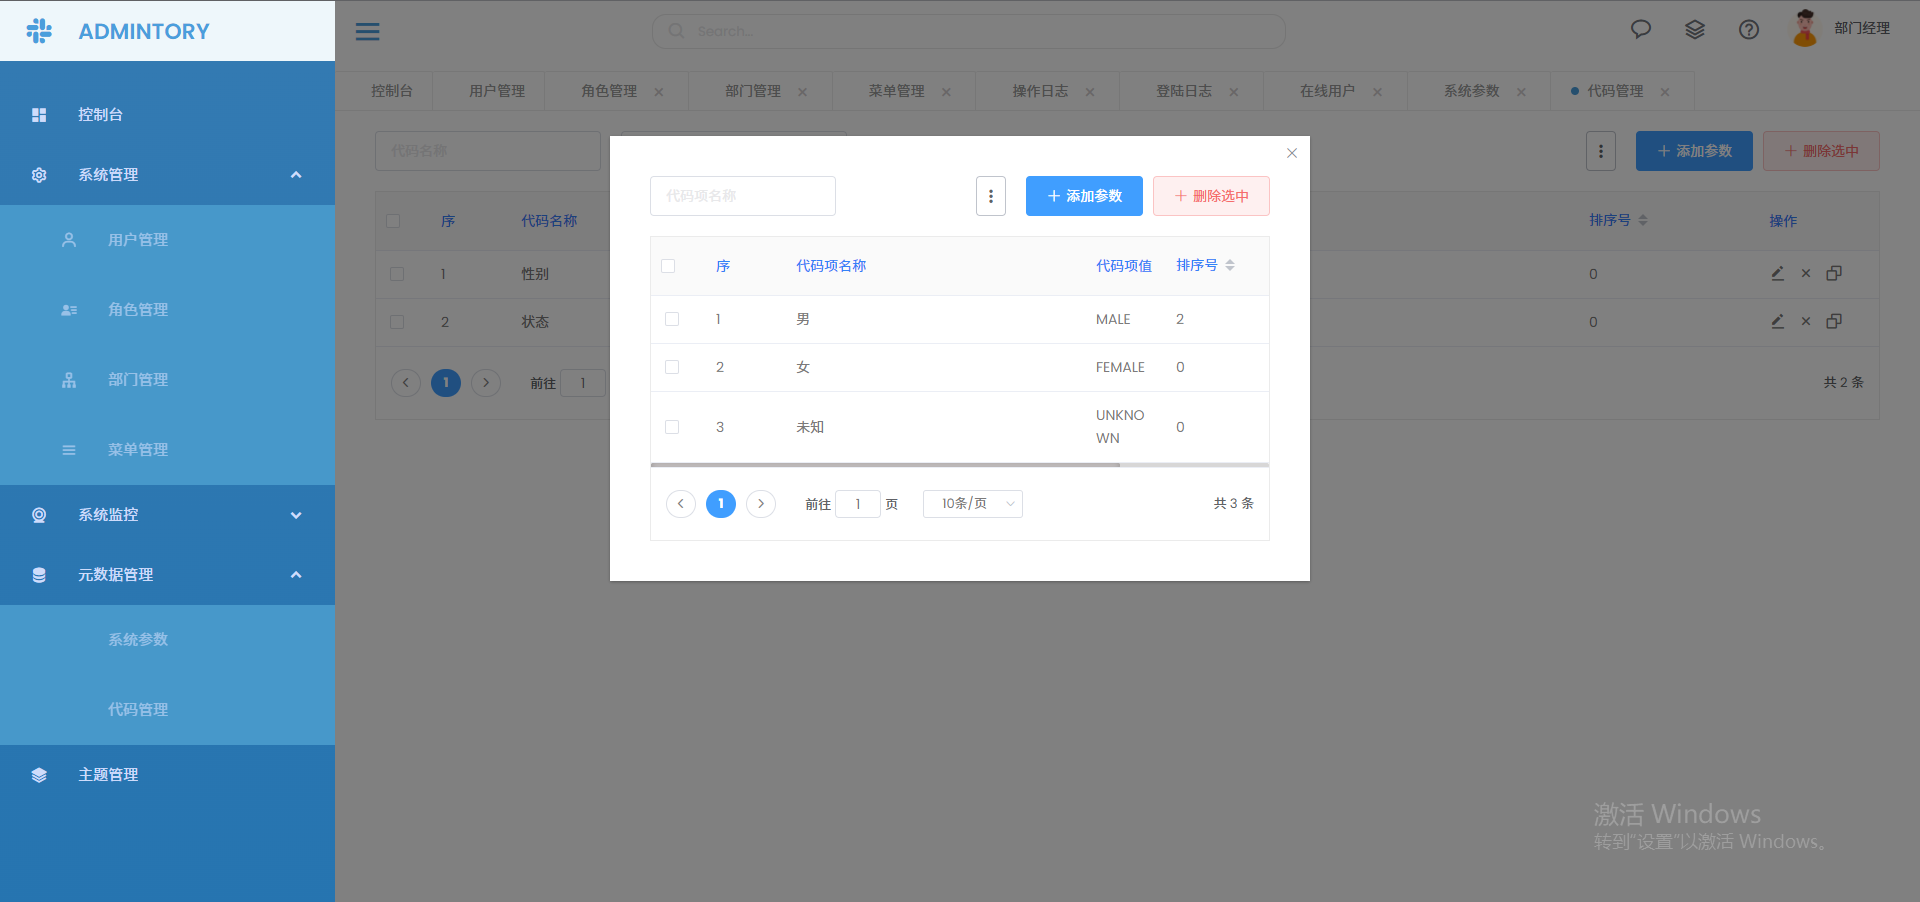 ADMINTORY
Search...
部门经理
控制台
系统管理
用户管理
角色管理
部门管理
菜单管理
系统监控
元数据管理
系统参数
代码管理
主题管理
控制台 用户管理 角色管理 部门管理 菜单管理 操作日志 登陆日志 在线用户 系统参数 代码管理
代码名称 添加参数 删除选中
序 代码名称 排序号 操作
1 性别 0
2 状态 0
1 前往 1 共 2 条
代码项名称 添加参数 删除选中
序 代码项名称 代码项值 排序号
1 男 MALE 2
2 女 FEMALE 0
3 未知 UNKNO 0
WN
1 前往 1 页 10条/页 共 3 条
激活 Windows
转到"设置"以激活 Windows。